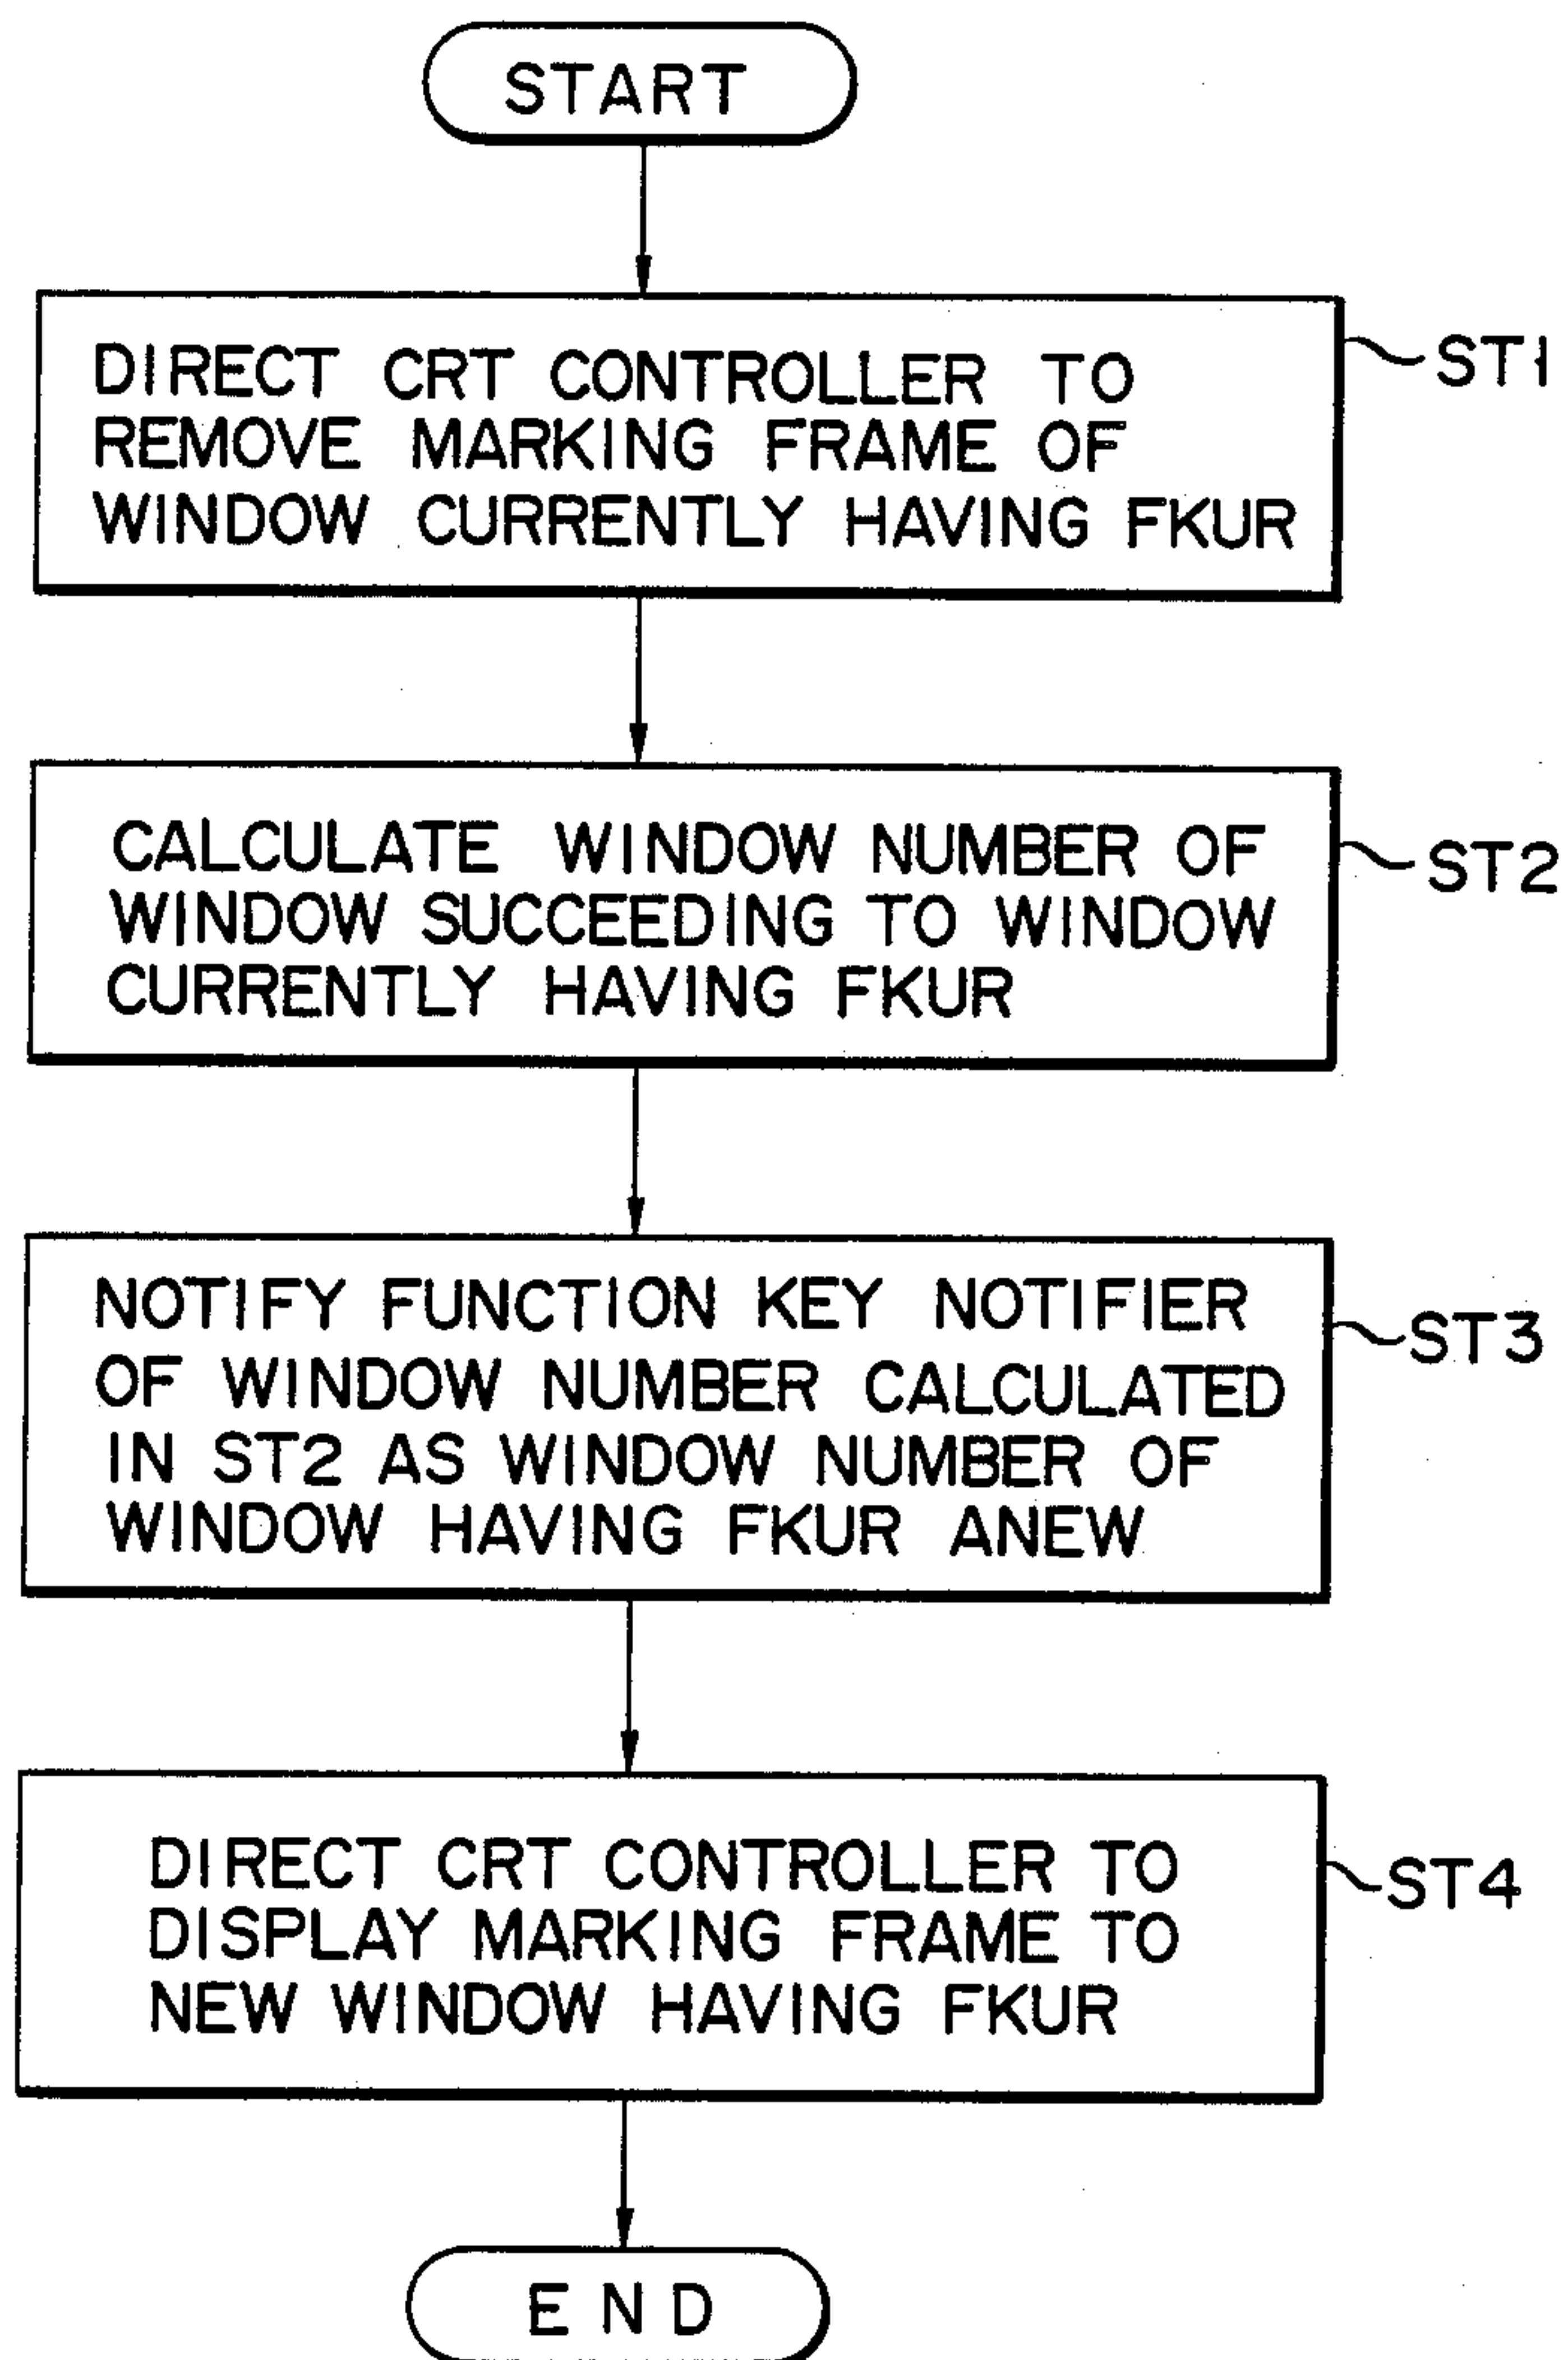 START
DIRECT CRT CONTROLLER TO
REMOVE MARKING FRAME OF
WINDOW CURRENTLY HAVING FKUR
ST1
CALCULATE WINDOW NUMBER OF
WINDOW SUCCEEDING TO WINDOW
CURRENTLY HAVING FKUR
ST2
NOTIFY FUNCTION KEY NOTIFIER
OF WINDOW NUMBER CALCULATED
IN ST2 AS WINDOW NUMBER OF
WINDOW HAVING FKUR ANEW
ST3
DIRECT CRT CONTROLLER TO
DISPLAY MARKING FRAME TO
NEW WINDOW HAVING FKUR
ST4
END